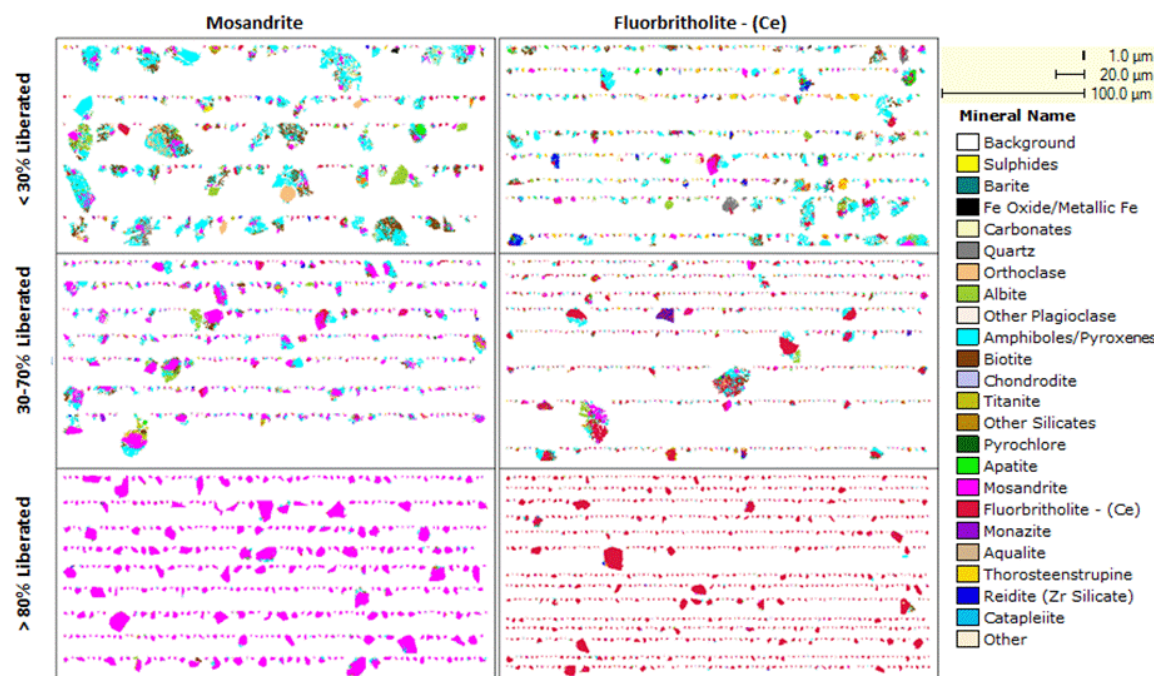 Mosandrite
Fluorbritholite - (Ce)
< 30% Liberated
30-70% Liberated
> 80% Liberated
1.0 µm
20.0 µm
100.0 µm
Mineral Name
Background
Sulphides
Barite
Fe Oxide/Metallic Fe
Carbonates
Quartz
Orthoclase
Albite
Other Plagioclase
Amphiboles/Pyroxenes
Biotite
Chondrodite
Titanite
Other Silicates
Pyrochlore
Apatite
Mosandrite
Fluorbritholite - (Ce)
Monazite
Aqualite
Thorosteenstrupine
Reidite (Zr Silicate)
Catapleiite
Other